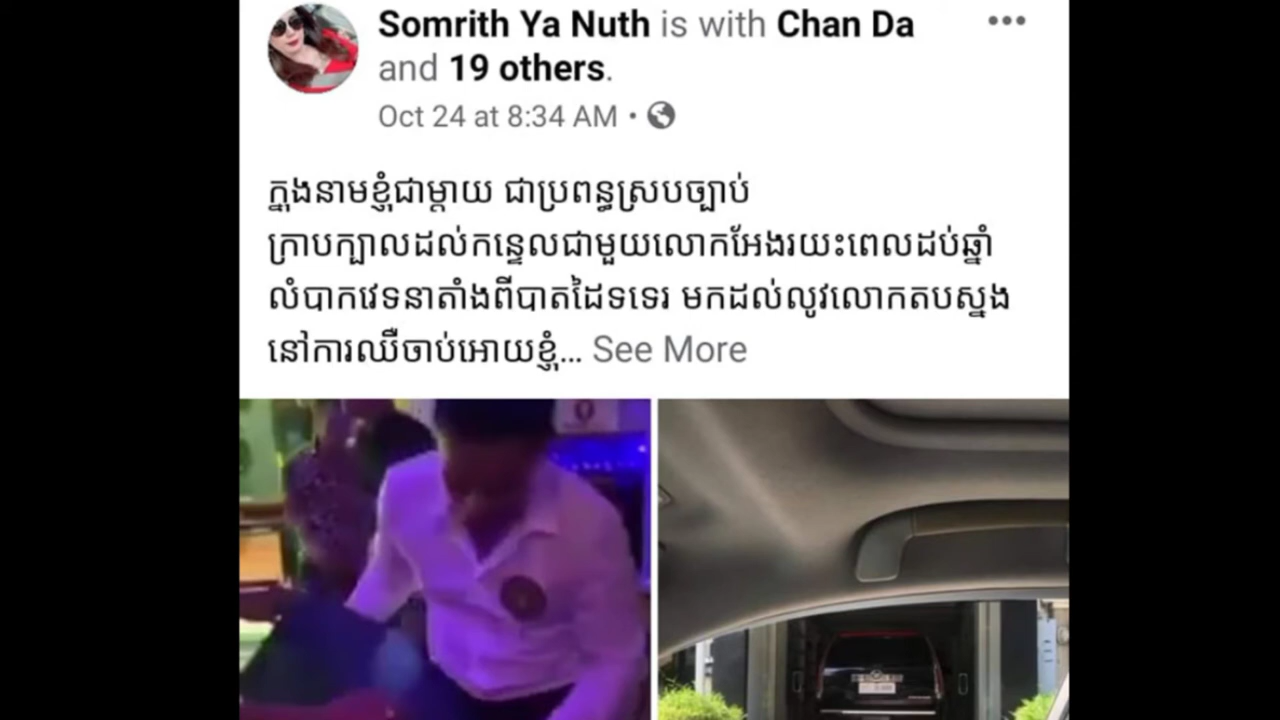 Somrith Ya Nuth is with Chan Da
and 19 others.
Oct 24 at 8:34 AM •
ក្នុងនាមខ្ញុំជាម្តាយ ជាប្រពន្ធស្របច្បាប់
ក្រាបក្បាលដល់កន្ទេលជាមួយលោកអែងរយះពេលដប់ឆ្នាំ
លំបាកវេទនាតាំងពីបាតដៃទទេរ មកដល់លូវលោកតបស្នង
នៅការឈឺចាប់អោយខ្ញុំ... See More